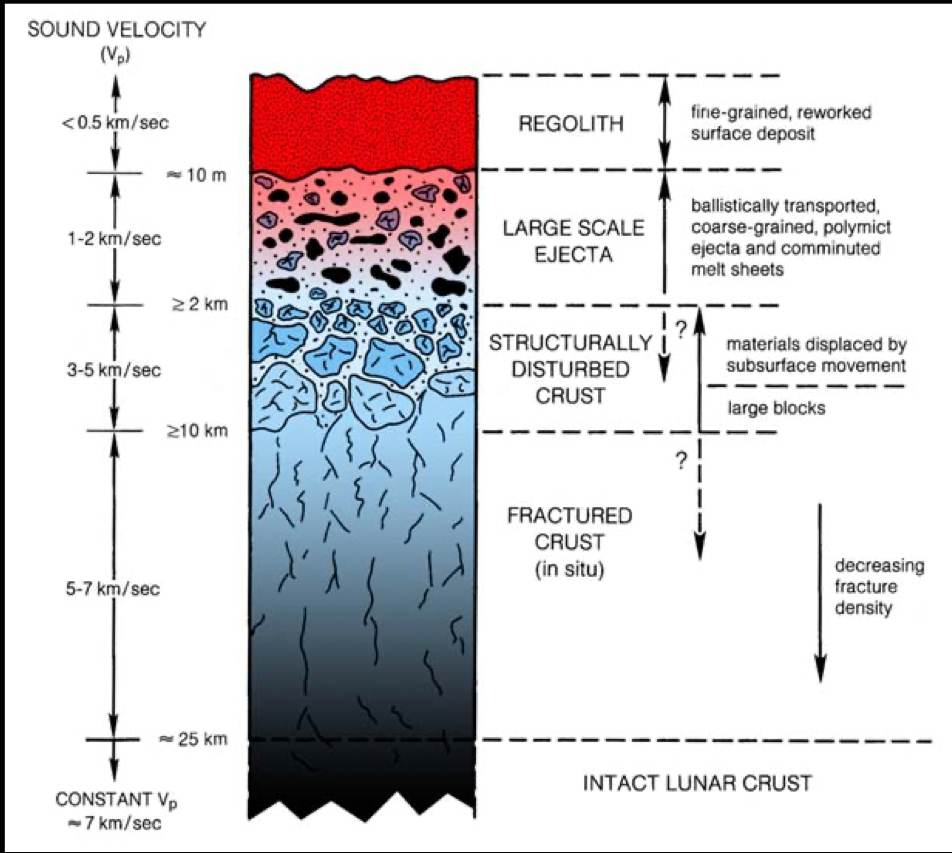 SOUND VELOCITY
(Vp)
< 0.5 km/sec
≈ 10 m
1-2 km/sec
≥ 2 km
3-5 km/sec
≥10 km
5-7 km/sec
≈ 25 km
CONSTANT Vp
≈ 7 km/sec
REGOLITH
fine-grained, reworked
surface deposit
LARGE SCALE
EJECTA
ballistically transported,
coarse-grained, polymict
ejecta and comminuted
melt sheets
STRUCTURALLY
DISTURBED
CRUST
?
materials displaced by
subsurface movement
large blocks
?
FRACTURED
CRUST
(in situ)
decreasing
fracture
density
INTACT LUNAR CRUST